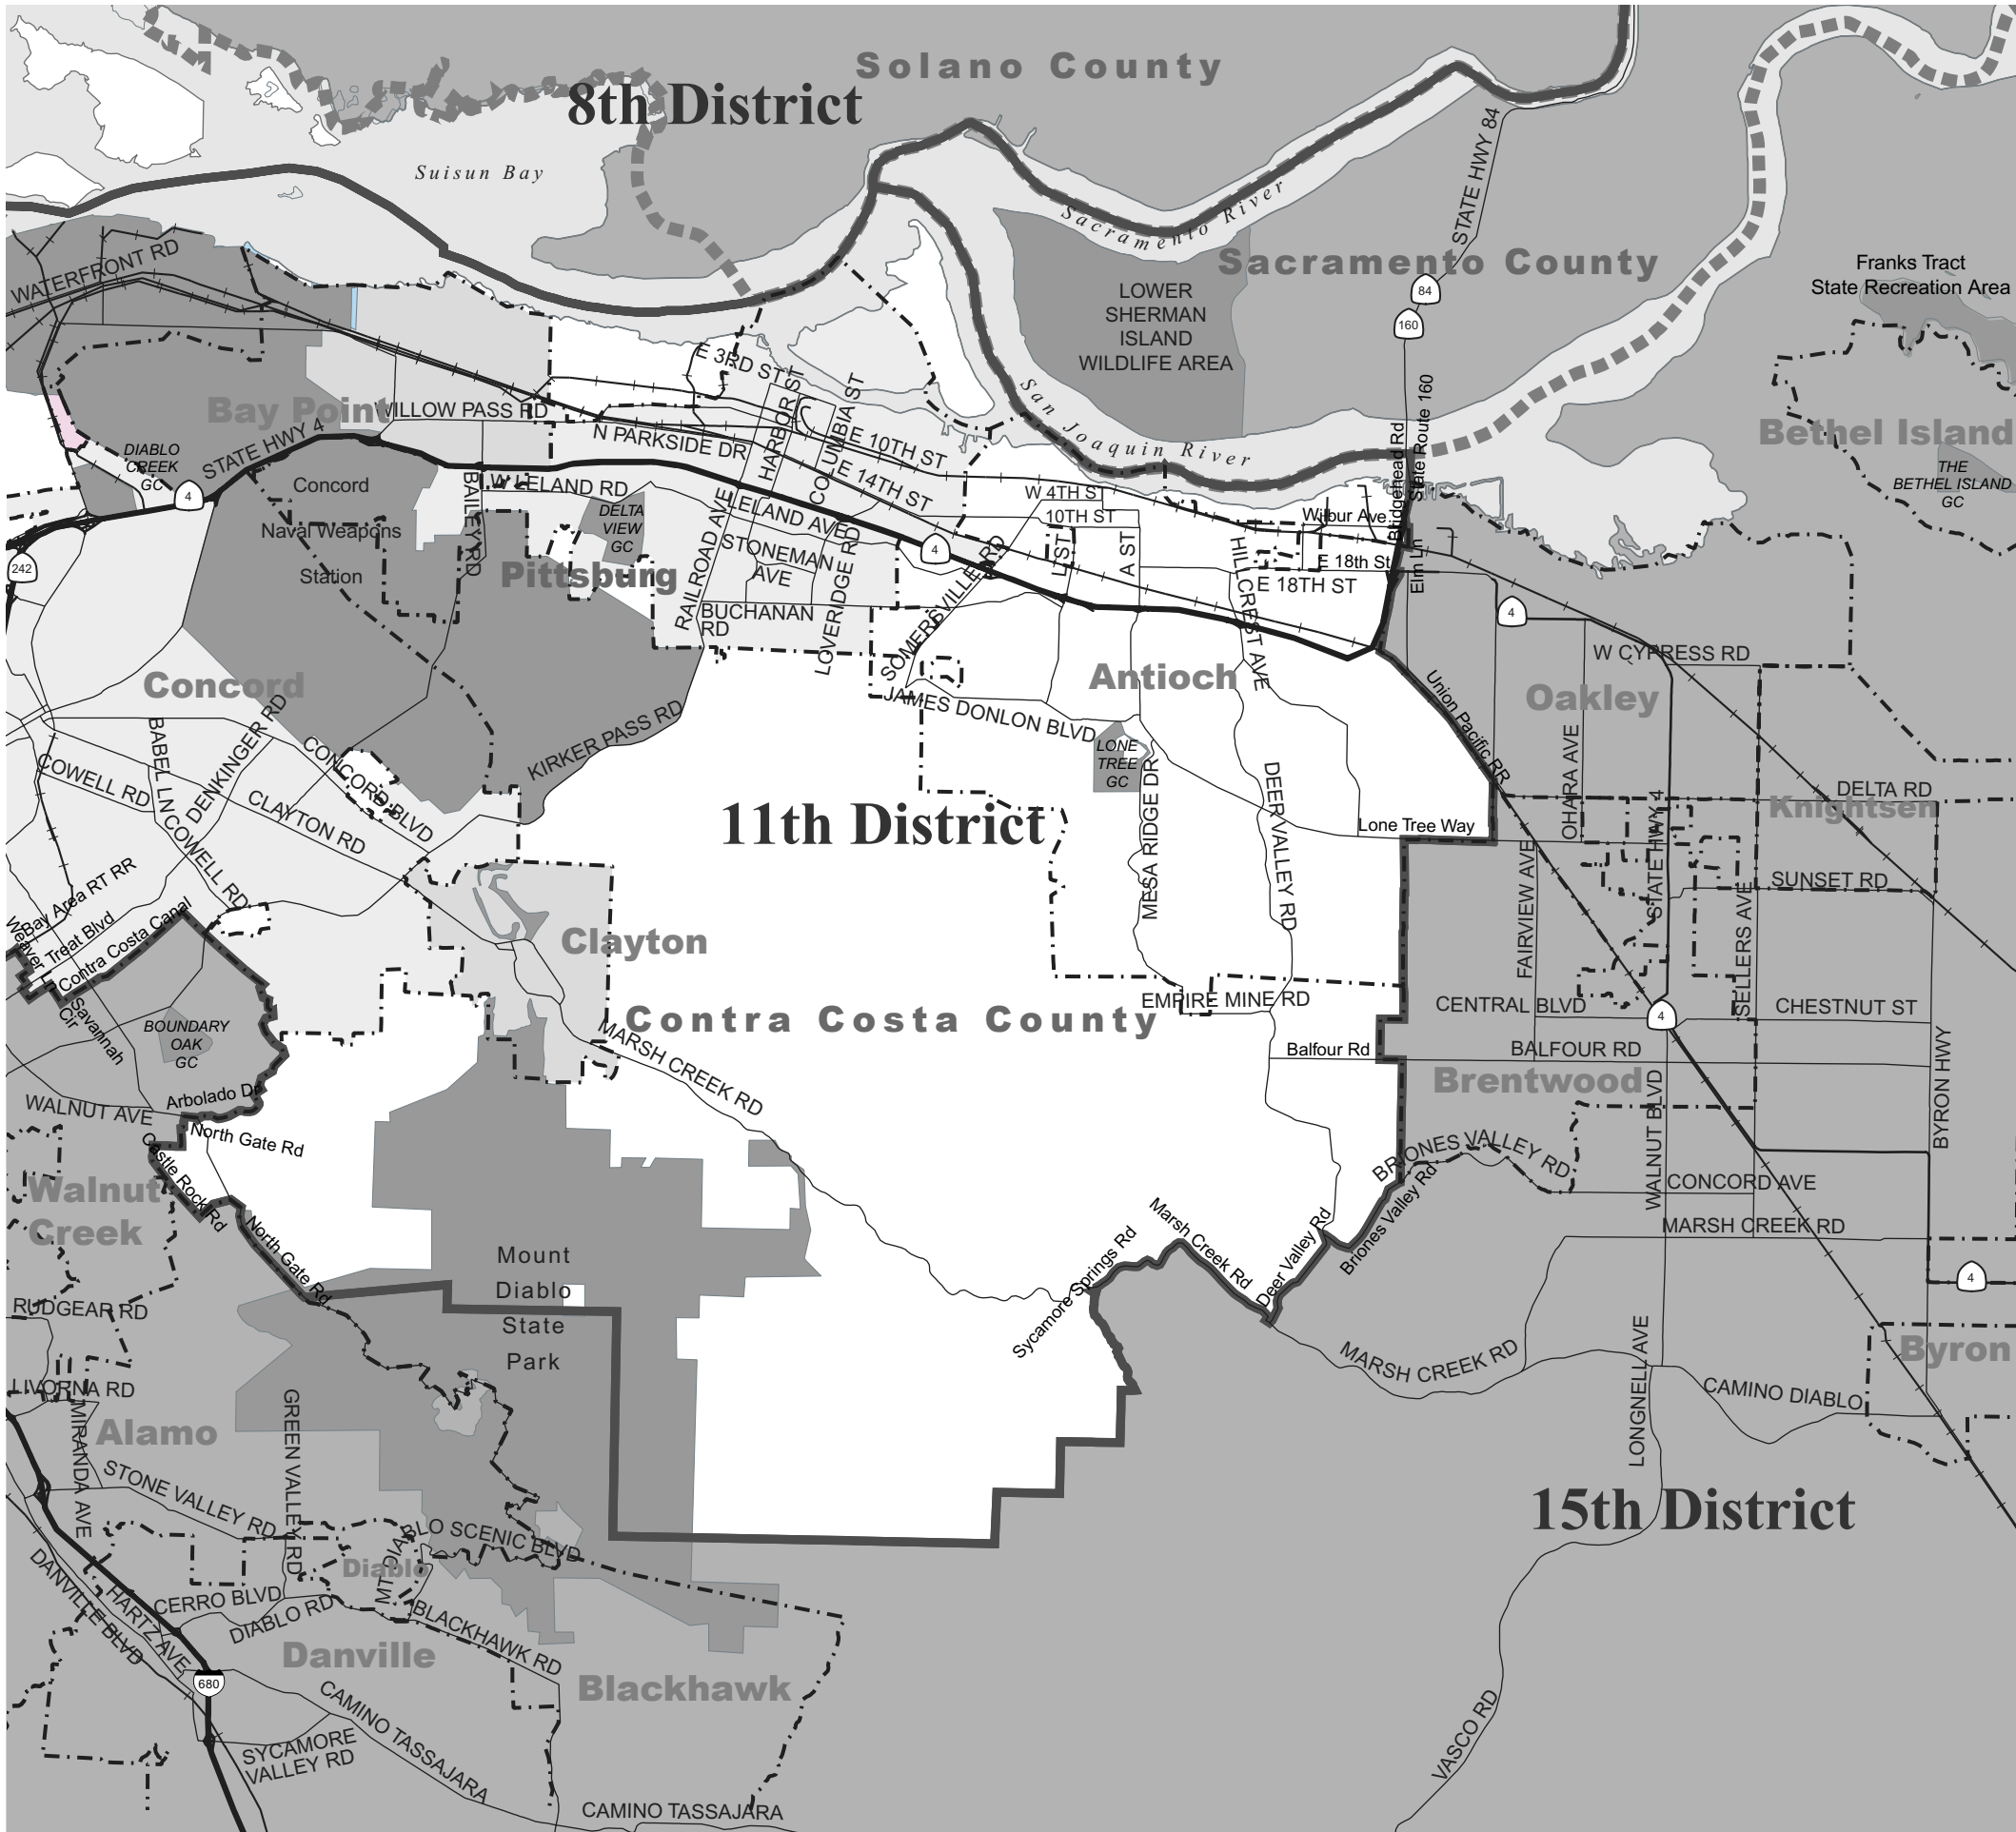 Solano County
8th District
Suisun Bay
Sacramento River
STATE HWY 84
Sacramento County
84
160
LOWER
SHERMAN
ISLAND
WILDLIFE AREA
Franks Tract
State Recreation Area
WATERFRONT RD
E 3RD ST
HARBOR ST
COLUMBA ST
San Joaquin River
Bridgehead Rd
State Route 160
Bethel Island
THE
BETHEL ISLAND
GC
Bay Point
WILLOW PASS RD
N PARKSIDE DR
E 10TH ST
E 14TH ST
STATE HWY 4
DIABLO
CREEK
GC
4
242
Concord
Naval Weapons
Station
BAILEY RD
W LELAND RD
DELTA
VIEW
GC
LELAND AVE
RAILROAD AVE
STONEMAN
AVE
LOVERIDGE RD
4
SOMERSVILLE RD
W 4TH ST
10TH ST
L ST
A ST
HILLCREST AVE
Wilbur Ave
E 18th St
E 18TH ST
Elm Ln
4
Pittsburg
BUCHANAN
RD
Concord
Antioch
Oakley
W CYPRESS RD
Union Pacific RR
KIRKER PASS RD
JAMES DONLON BLVD
LONE
TREE
GC
BABEL LN
DENKINGER RD
CONCORD BLVD
COWELL RD
CLAYTON RD
COWELL RD
11th District
MESA RIDGE DR
DEER VALLEY RD
Lone Tree Way
OHARA AVE
STATE HWY 4
DELTA RD
Knightsen
FAIRVIEW AVE
SUNSET RD
SELLERS AVE
Bay Area RT RR
Treat Blvd
Contra Costa Canal
Weaver Ln
Savannah
Cir
BOUNDARY
OAK
GC
Clayton
Contra Costa County
MARSH CREEK RD
EMPIRE MINE RD
CENTRAL BLVD
4
CHESTNUT ST
Balfour Rd
BALFOUR RD
Brentwood
BYRON HWY
WALNUT BLVD
WALNUT AVE
Arbolado Dr
North Gate Rd
Castle Rock Rd
North Gate Rd
Walnut
Creek
BRIONES VALLEY RD
Briones Valley Rd
CONCORD AVE
MARSH CREEK RD
4
Mount
Diablo
State
Park
Sycamore Springs Rd
Marsh Creek Rd
Deer Valley Rd
MARSH CREEK RD
Byron
CAMINO DIABLO
LONGNELL AVE
RUDGEAR RD
LIVORNA RD
MIRANDA AVE
Alamo
GREEN VALLEY RD
STONE VALLEY RD
15th District
MT DIABLO SCENIC BLVD
Diablo
CERRO BLVD
DIABLO RD
BLACKHAWK RD
DANVILLE BLVD
HARTZ AVE
Danville
Blackhawk
680
CAMINO TASSAJARA
SYCAMORE
VALLEY RD
CAMINO TASSAJARA
VASCO RD